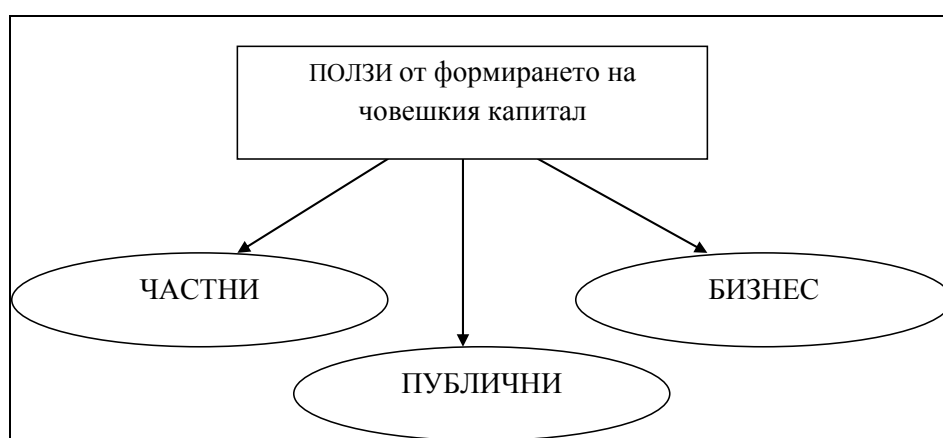 ПОЛЗИ от формирането на
човешкия капитал
ЧАСТНИ
БИЗНЕС
ПУБЛИЧНИ